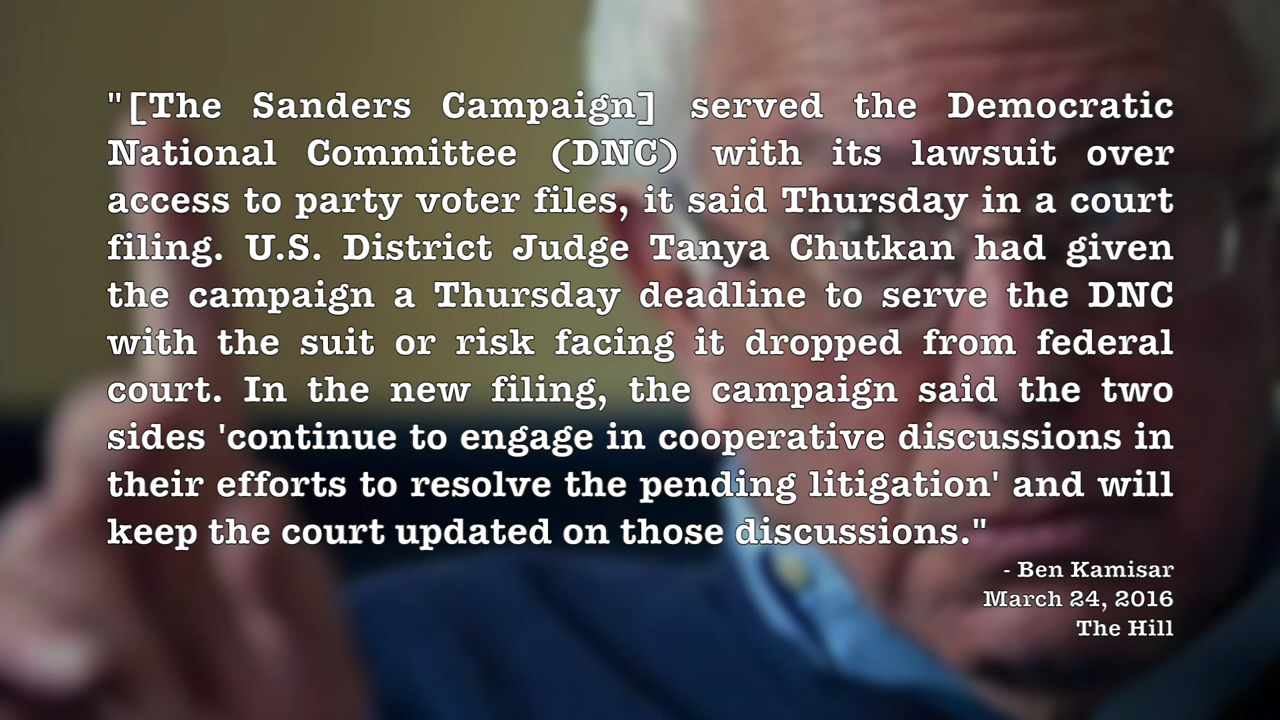 "[The Sanders Campaign] served the Democratic
National Committee (DNC) with its lawsuit over
access to party voter files, it said Thursday in a court
filing. U.S. District Judge Tanya Chutkan had given
the campaign a Thursday deadline to serve the DNC
with the suit or risk facing it dropped from federal
court. In the new filing, the campaign said the two
sides 'continue to engage in cooperative discussions in
their efforts to resolve the pending litigation' and will
keep the court updated on those discussions."
- Ben Kamisar
March 24, 2016
The Hill